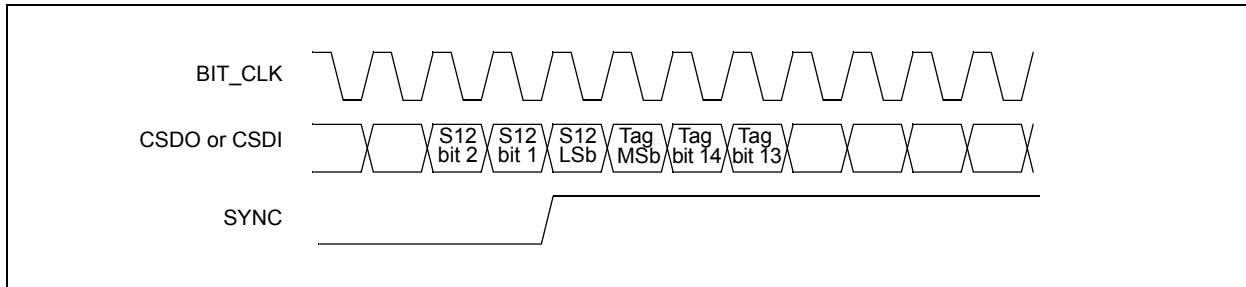 BIT_CLK
CSDO or CSDI
S12 S12 S12 Tag Tag Tag
bit 2 bit 1 LSb MSb bit 14 bit 13
SYNC